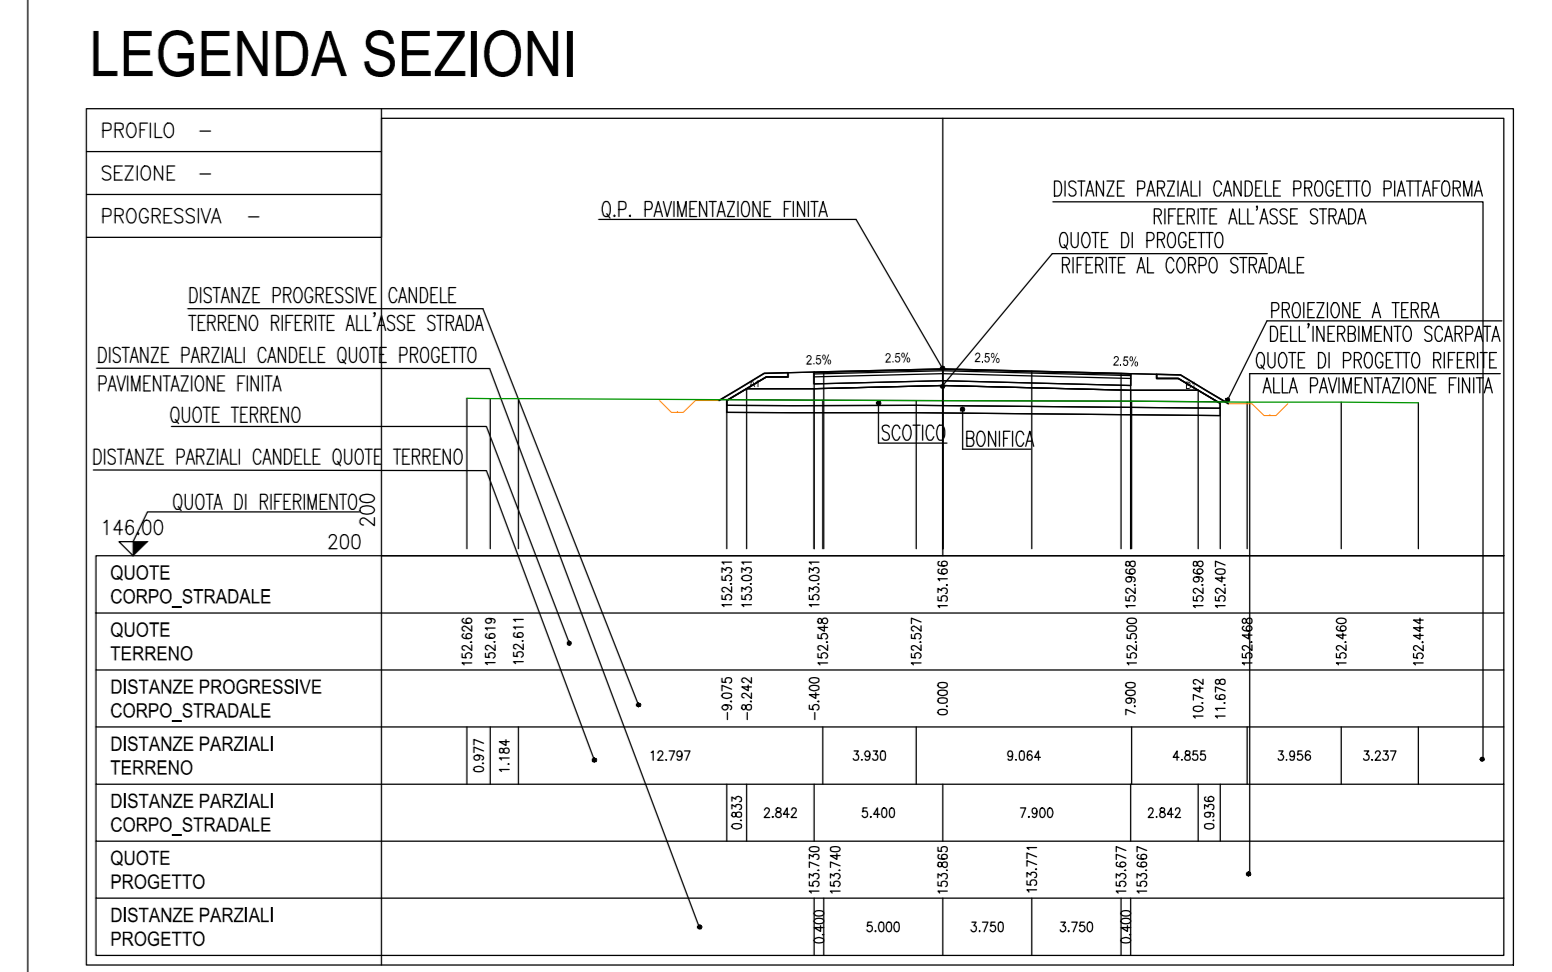 LEGENDA SEZIONI
PROFILO –
SEZIONE –
PROGRESSIVA –
DISTANZE PARZIALI CANDELE PROGETTO PIATTAFORMA
RIFERITE ALL'ASSE STRADA
Q.P. PAVIMENTAZIONE FINITA
QUOTE DI PROGETTO
RIFERITE AL CORPO STRADALE
DISTANZE PROGRESSIVE CANDELE
TERRENO RIFERITE ALL'ASSE STRADA
PROIEZIONE A TERRA
DELL'INERBIMENTO SCARPATA
DISTANZE PARZIALI CANDELE QUOTE PROGETTO
PAVIMENTAZIONE FINITA
2.5% 2.5% 2.5% 2.5%
QUOTE DI PROGETTO RIFERITE
ALLA PAVIMENTAZIONE FINITA
QUOTE TERRENO
SCOTICO
BONIFICA
DISTANZE PARZIALI CANDELE QUOTE TERRENO
QUOTA DI RIFERIMENTO
200
146.00
200
QUOTE
CORPO_STRADALE
152.531 153.031 153.031 153.166 152.968 152.968 152.407
QUOTE
TERRENO
152.626 152.619 152.611 152.548 152.527 152.500 152.468 152.460 152.444
DISTANZE PROGRESSIVE
CORPO_STRADALE
-9.075 -8.242 -5.400 0.000 7.900 10.742 11.678
DISTANZE PARZIALI
TERRENO
0.977 1.184 12.797 3.930 9.064 4.855 3.956 3.237
DISTANZE PARZIALI
CORPO_STRADALE
0.833 2.842 5.400 7.900 2.842 0.936
QUOTE
PROGETTO
153.730 153.740 153.865 153.771 153.677 153.667
DISTANZE PARZIALI
PROGETTO
0.400 5.000 3.750 3.750 0.400